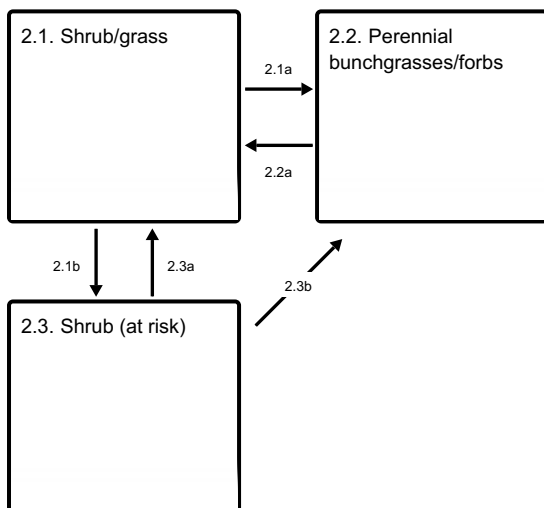 2.1. Shrub/grass
2.2. Perennial
bunchgrasses/forbs
2.1a
2.2a
2.1b
2.3a
2.3b
2.3. Shrub (at risk)